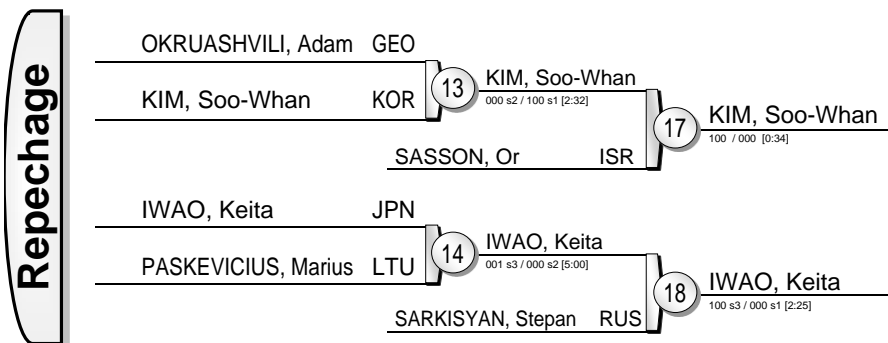 Repechage
OKRUASHVILI, Adam GEO
KIM, Soo-Whan KOR
13
KIM, Soo-Whan
000 s2 / 100 s1 [2:32]
SASSON, Or ISR
17
KIM, Soo-Whan
100 / 000 [0:34]
IWAO, Keita JPN
PASKEVICIUS, Marius LTU
14
IWAO, Keita
001 s3 / 000 s2 [5:00]
SARKISYAN, Stepan RUS
18
IWAO, Keita
100 s3 / 000 s1 [2:25]